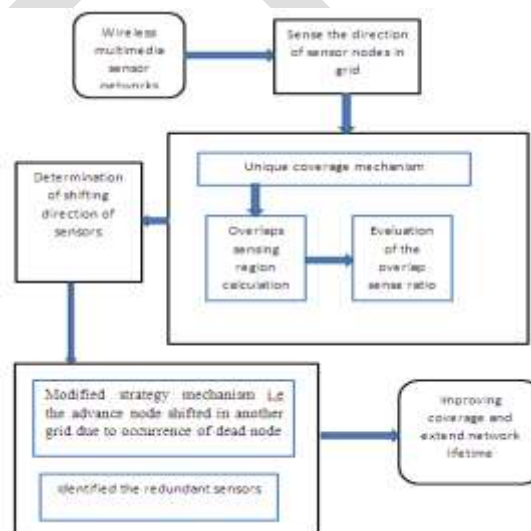 Wireless
multimedia
sensor
networks
Sense the direction
of sensor nodes in
grid
Unique coverage mechanism
Determination
of shifting
direction of
sensors
Overlaps
sensing
region
calculation
Evaluation
of the
overlap
sense ratio
Modified strategy mechanism i.e
the advance node shifted in another
grid due to occurrence of dead node
Identified the redundant sensors
Improving
coverage and
extend network
lifetime